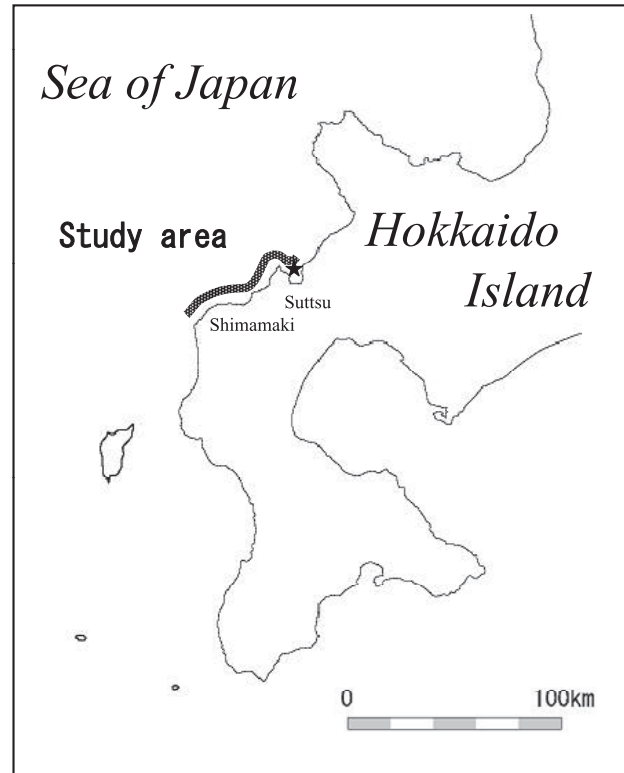 Sea of Japan
Study area
Hokkaido
Island
Suttsu
Shimamaki
0 100km